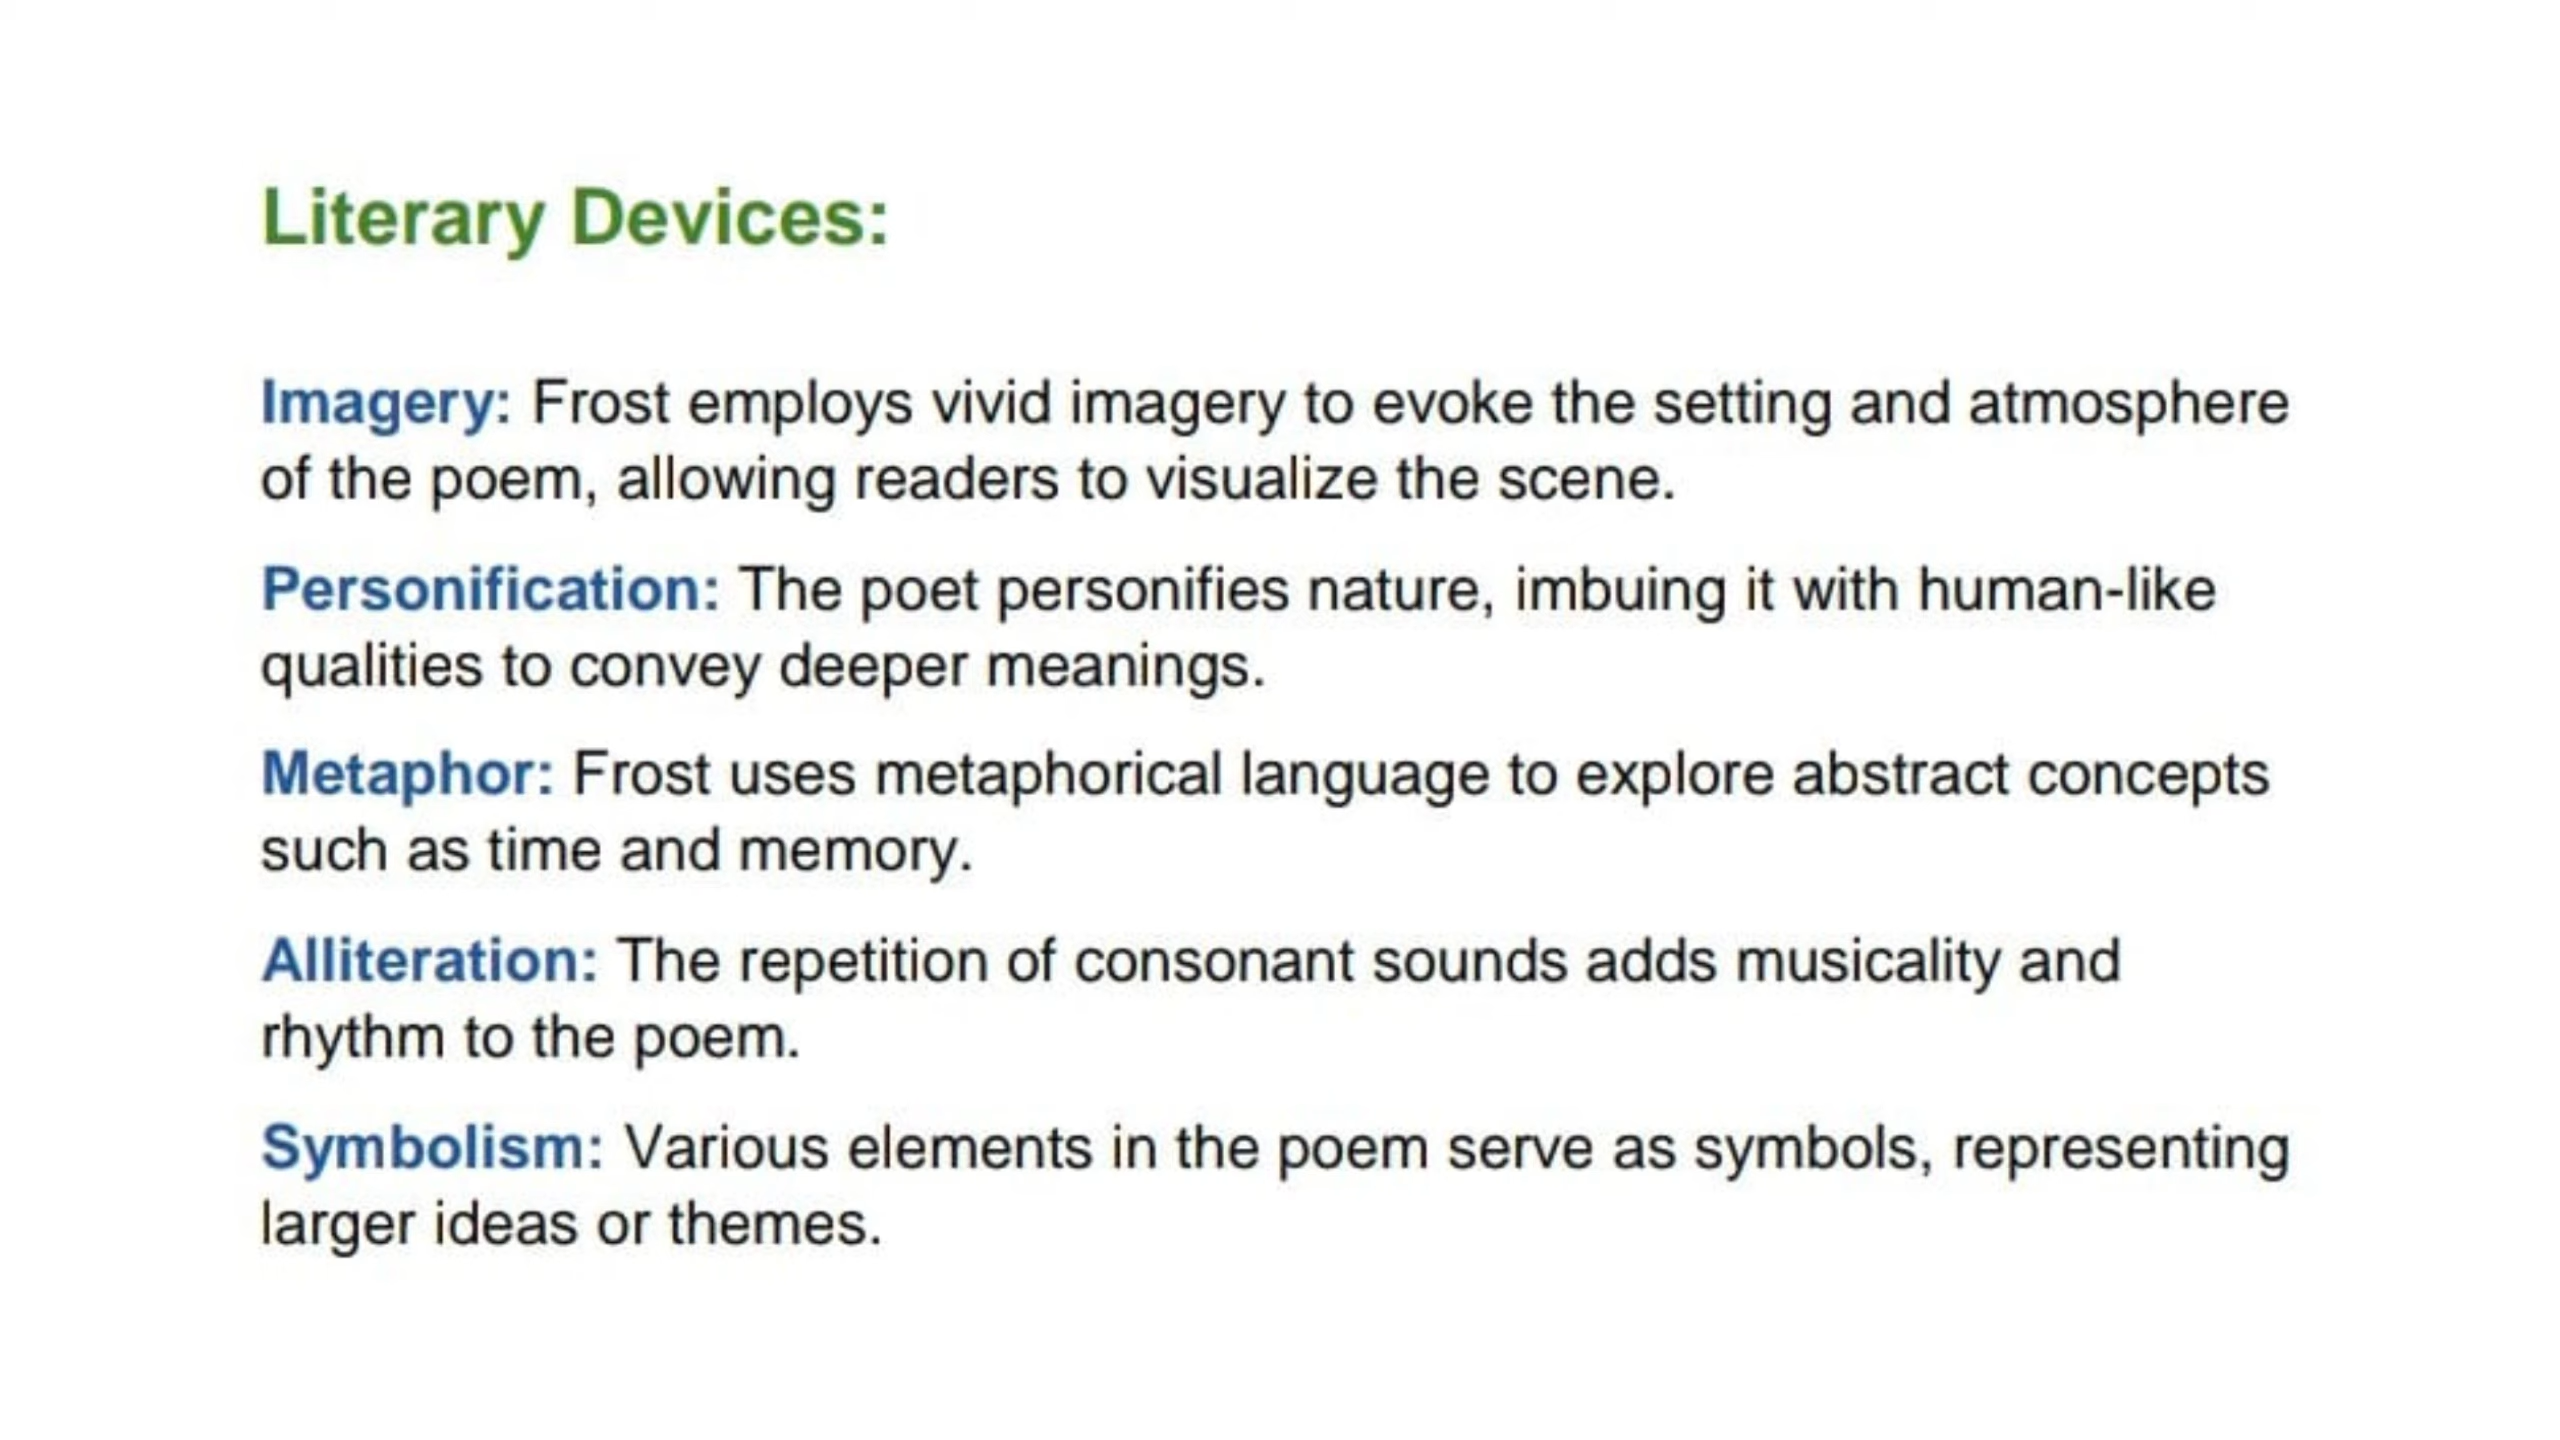 Literary Devices:
Imagery: Frost employs vivid imagery to evoke the setting and atmosphere
of the poem, allowing readers to visualize the scene.
Personification: The poet personifies nature, imbuing it with human-like
qualities to convey deeper meanings.
Metaphor: Frost uses metaphorical language to explore abstract concepts
such as time and memory.
Alliteration: The repetition of consonant sounds adds musicality and
rhythm to the poem.
Symbolism: Various elements in the poem serve as symbols, representing
larger ideas or themes.